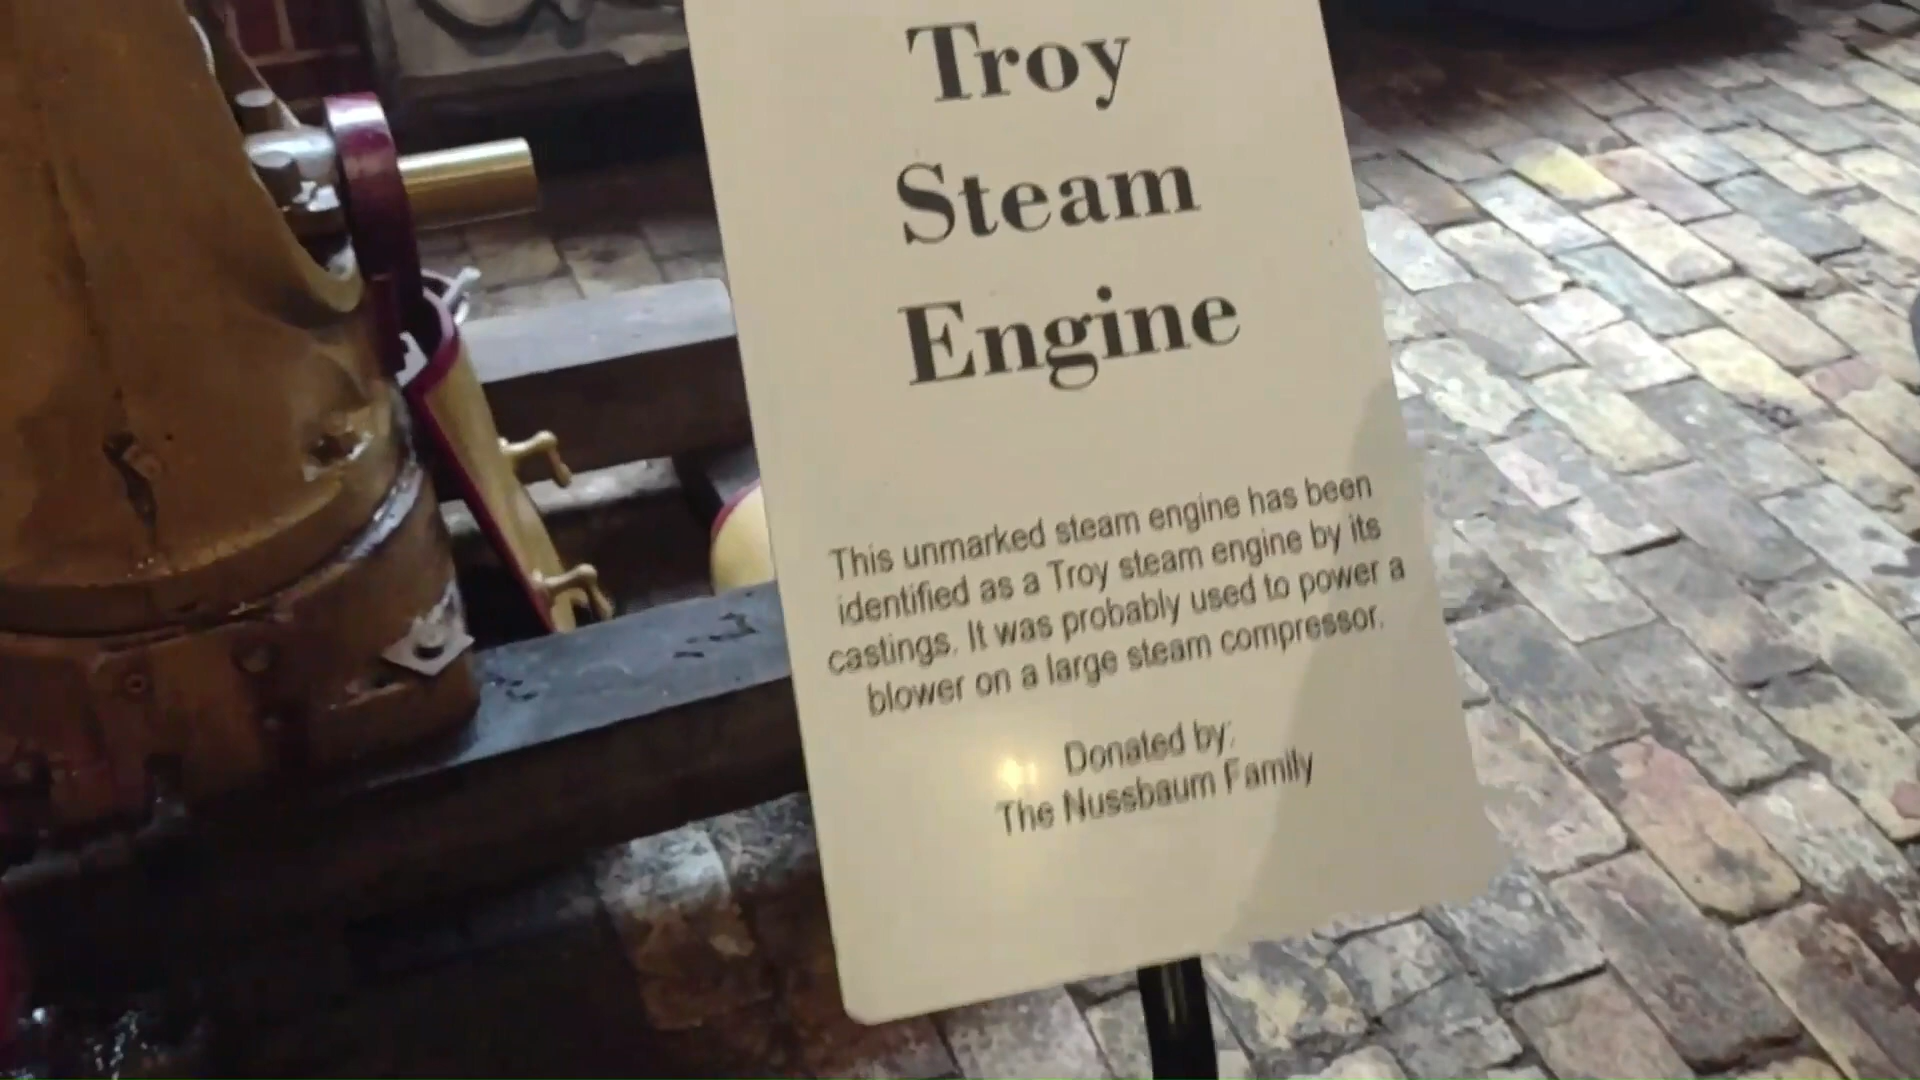 Troy
Steam
Engine
This unmarked steam engine has been
identified as a Troy steam engine by its
castings. It was probably used to power a
blower on a large steam compressor.
Donated by:
The Nussbaum Family